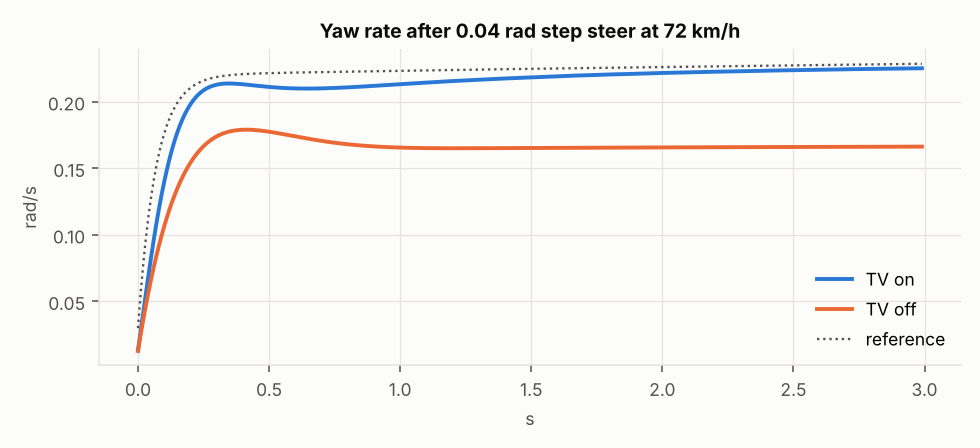 Yaw rate after 0.04 rad step steer at 72 km/h
rad/s
0.20
0.15
0.10
0.05
TV on
TV off
reference
0.0 0.5 1.0 1.5 2.0 2.5 3.0
s